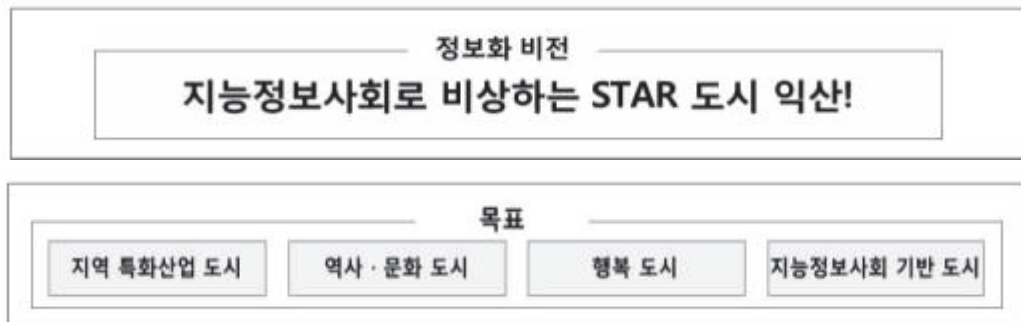 정보화 비전
지능정보사회로 비상하는 STAR 도시 익산!
목표
지역 특화산업 도시
역사 · 문화 도시
행복 도시
지능정보사회 기반 도시